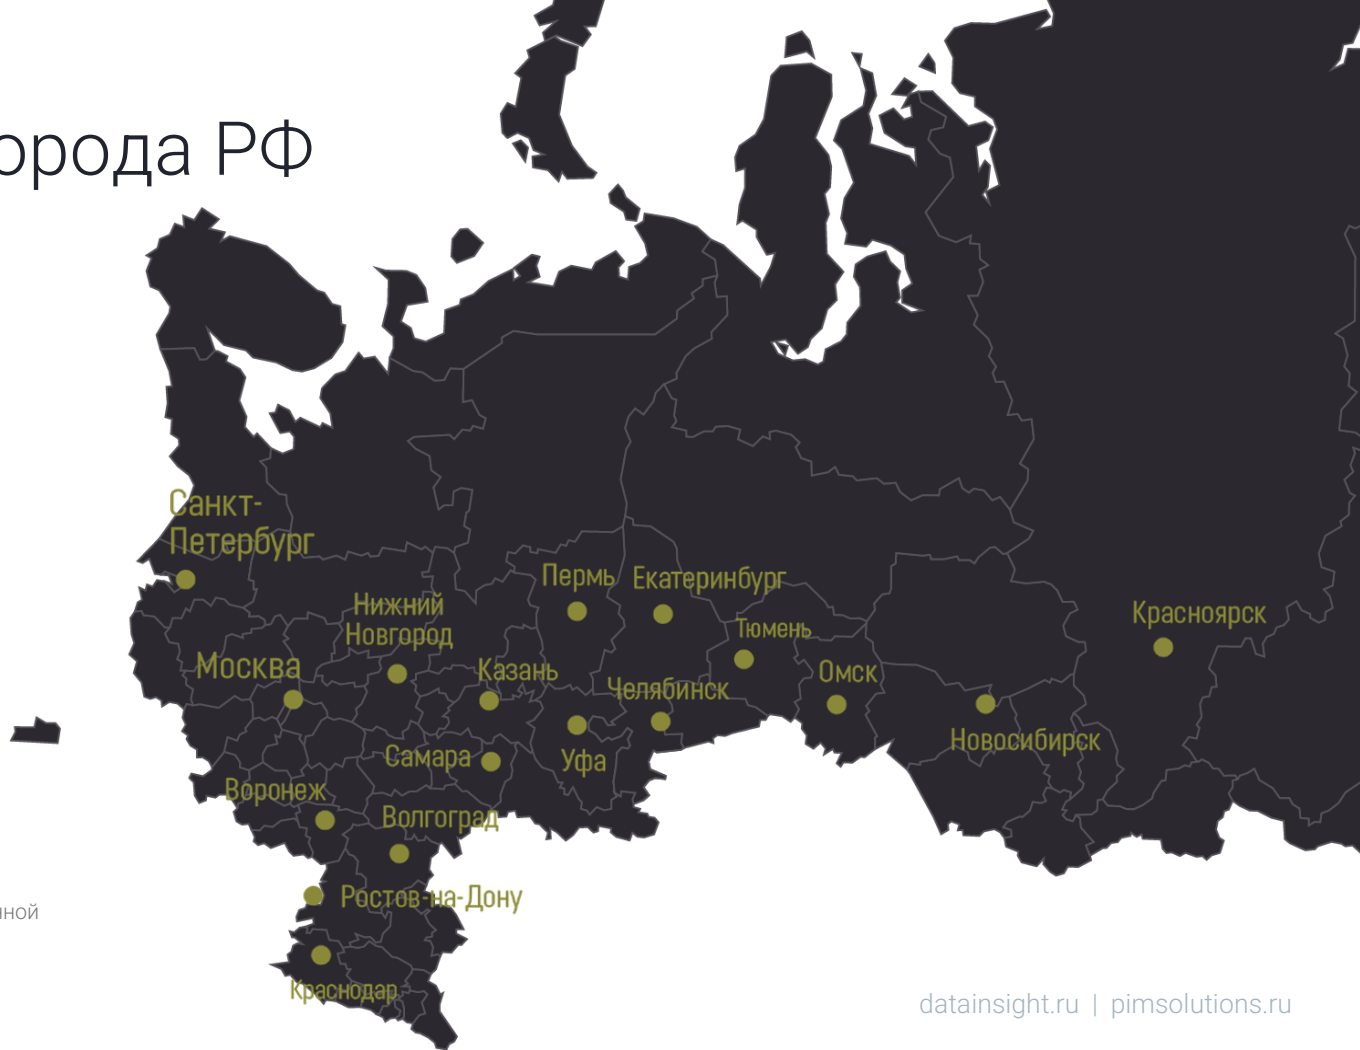 орода РФ
Санкт-
Петербург
Пермь
Екатеринбург
Нижний
Новгород
Тюмень
Красноярск
Москва
Казань
Челябинск
Омск
Новосибирск
Самара
Уфа
Воронеж
Волгоград
Ростов-на-Дону
нной
Краснодар
datainsight.ru | pimsolutions.ru